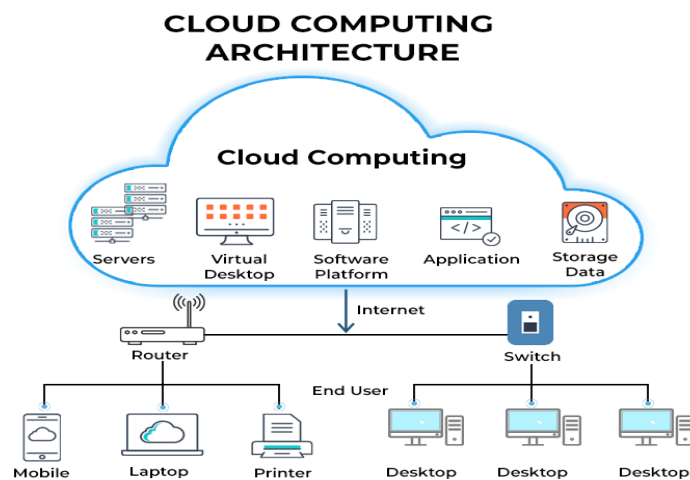 CLOUD COMPUTING
ARCHITECTURE
Cloud Computing
Servers
Virtual
Desktop
Software
Platform
</>
Application
Storage
Data
Internet
Router
Switch
End User
Mobile
Laptop
Printer
Desktop
Desktop
Desktop